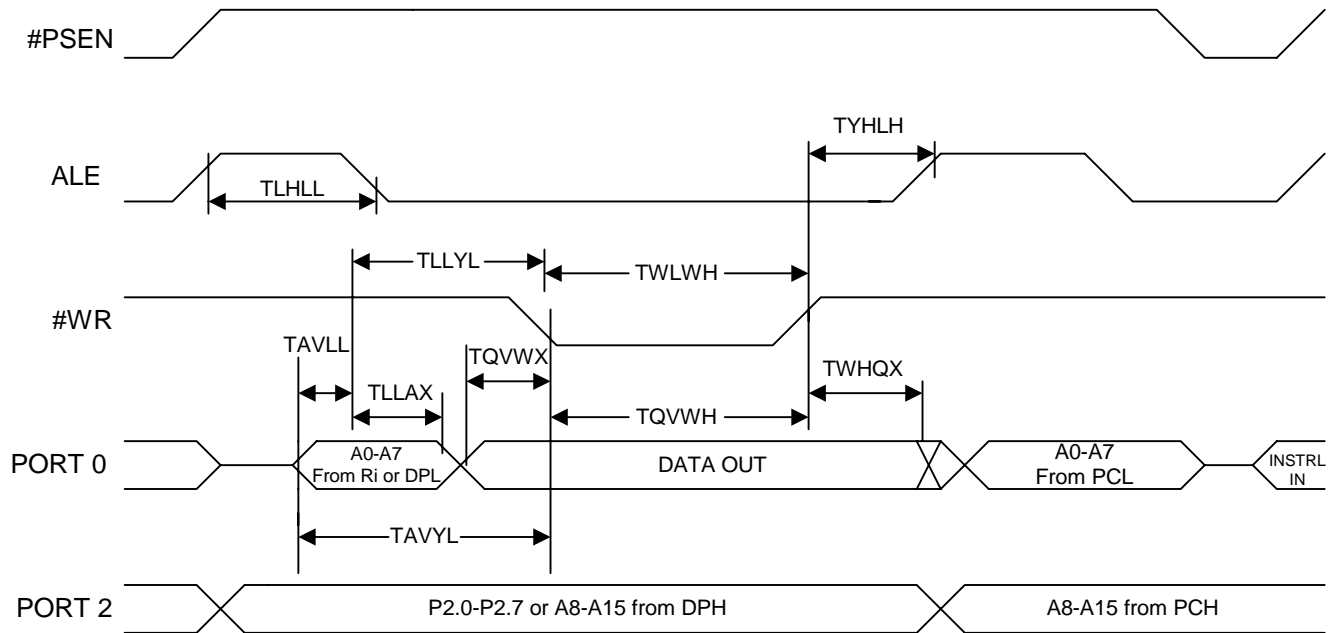 #PSEN
TYHLH
ALE
TLHLL
TLLYL
TWLWH
#WR
TAVLL
TQVWX
TWHQX
TLLAX
TQVWH
PORT 0
A0-A7
From Ri or DPL
DATA OUT
A0-A7
From PCL
INSTRL
IN
TAVYL
PORT 2
P2.0-P2.7 or A8-A15 from DPH
A8-A15 from PCH